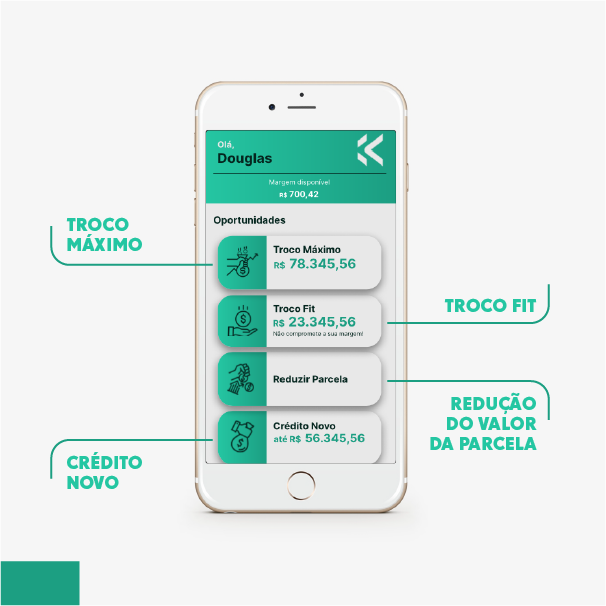 Olá,
Douglas
Margem disponível
R$ 700,42
Oportunidades
Troco Máximo
R$ 78.345,56
Troco Fit
R$ 23.345,56
Não compromete a sua margem!
Reduzir Parcela
Crédito Novo
até R$ 56.345,56
TROCO
MÁXIMO
TROCO FIT
REDUÇÃO
DO VALOR
DA PARCELA
CRÉDITO
NOVO